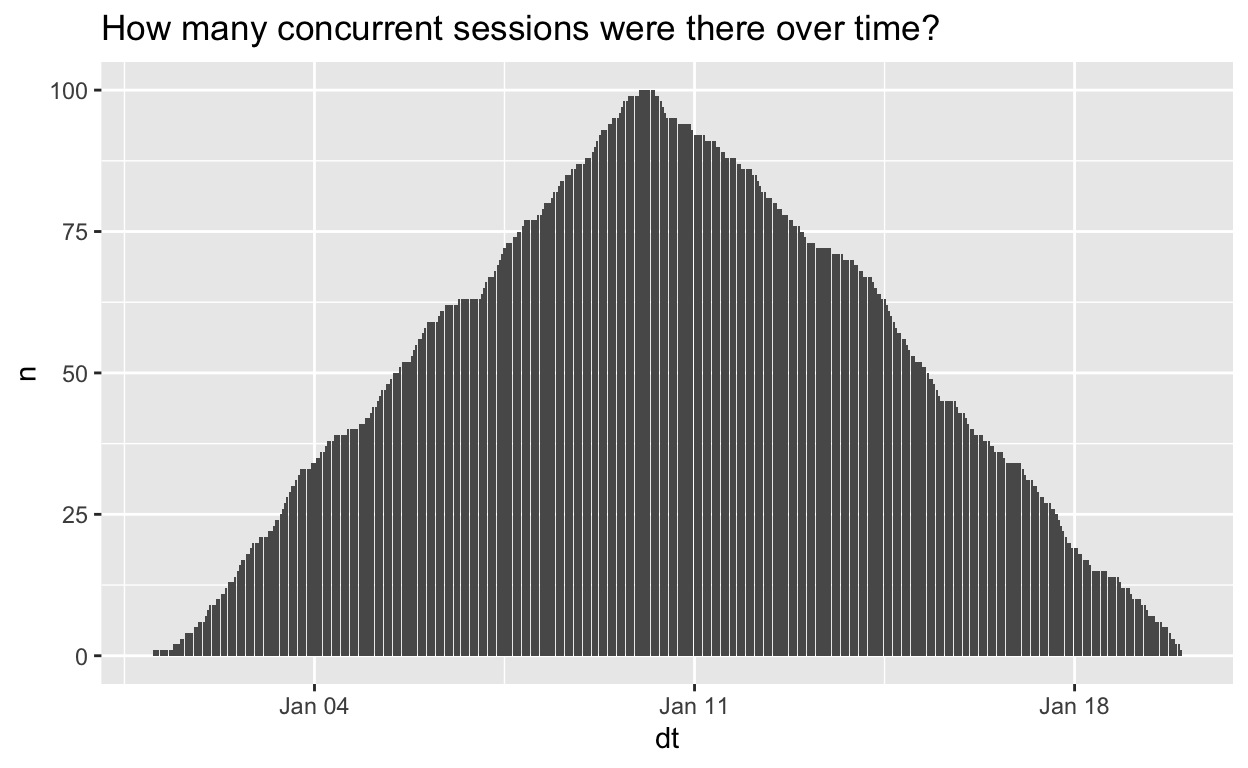 How many concurrent sessions were there over time?
100
75
50
25
0
n
Jan 04
Jan 11
Jan 18
dt